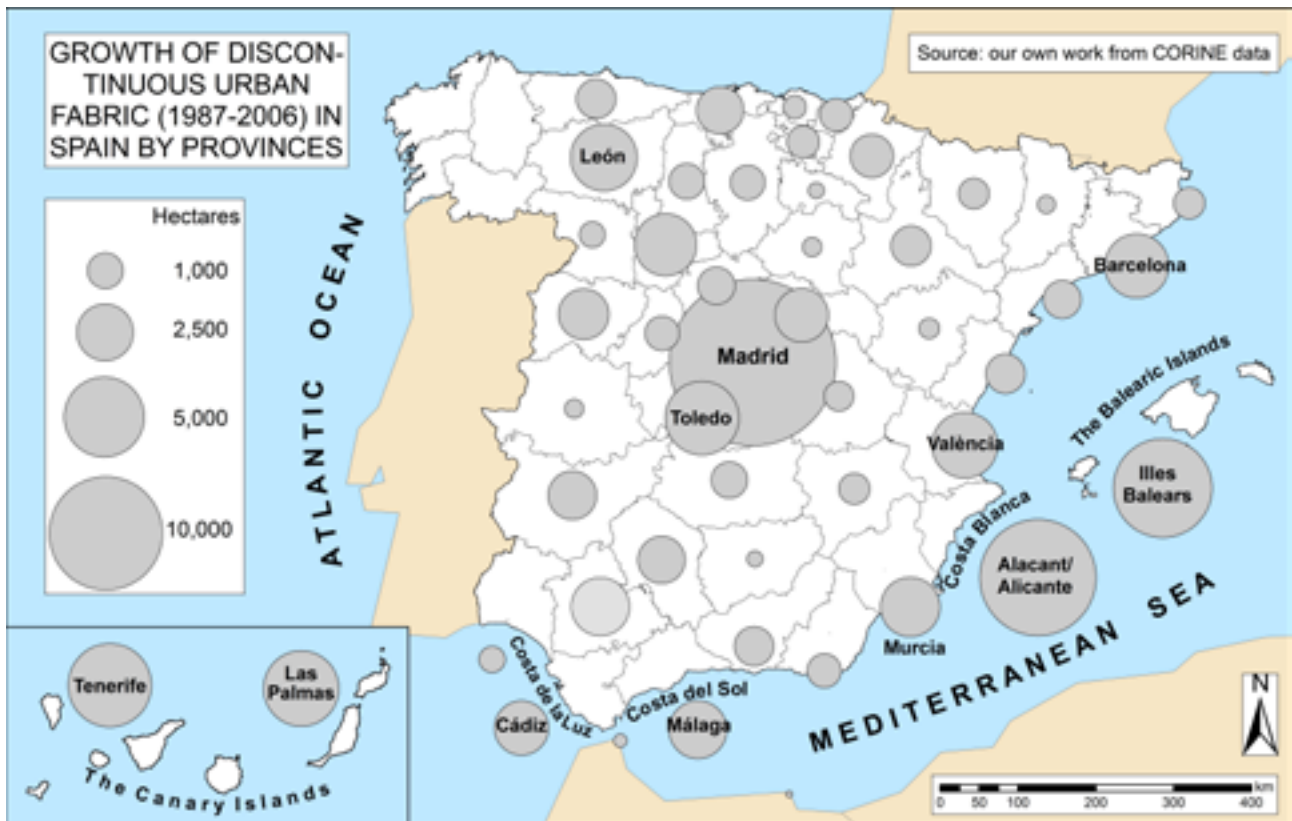 GROWTH OF DISCON-
TINUOUS URBAN
FABRIC (1987-2006) IN
SPAIN BY PROVINCES
Source: our own work from CORINE data
Hectares
1,000
2,500
5,000
10,000
ATLANTIC OCEAN
León
Barcelona
Madrid
Toledo
València
The Balearic Islands
Illes
Balears
Costa Blanca
Alacant/
Alicante
Murcia
MEDITERRANEAN SEA
Costa de la Luz
Costa del Sol
Cádiz
Málaga
Tenerife
Las
Palmas
The Canary Islands
N
km
0 50 100 200 300 400